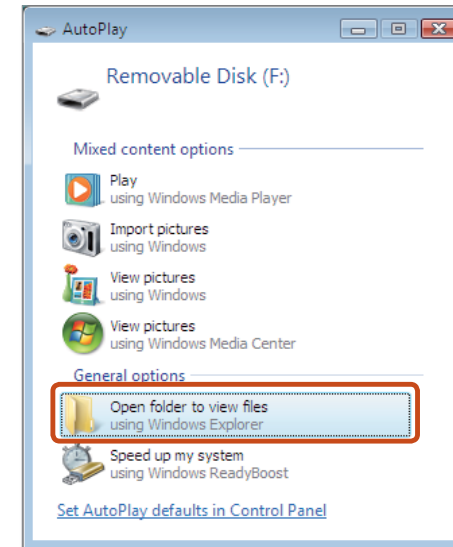 AutoPlay
Removable Disk (F:)
Mixed content options
Play
using Windows Media Player
Import pictures
using Windows
View pictures
using Windows
View pictures
using Windows Media Center
General options
Open folder to view files
using Windows Explorer
Speed up my system
using Windows ReadyBoost
Set AutoPlay defaults in Control Panel